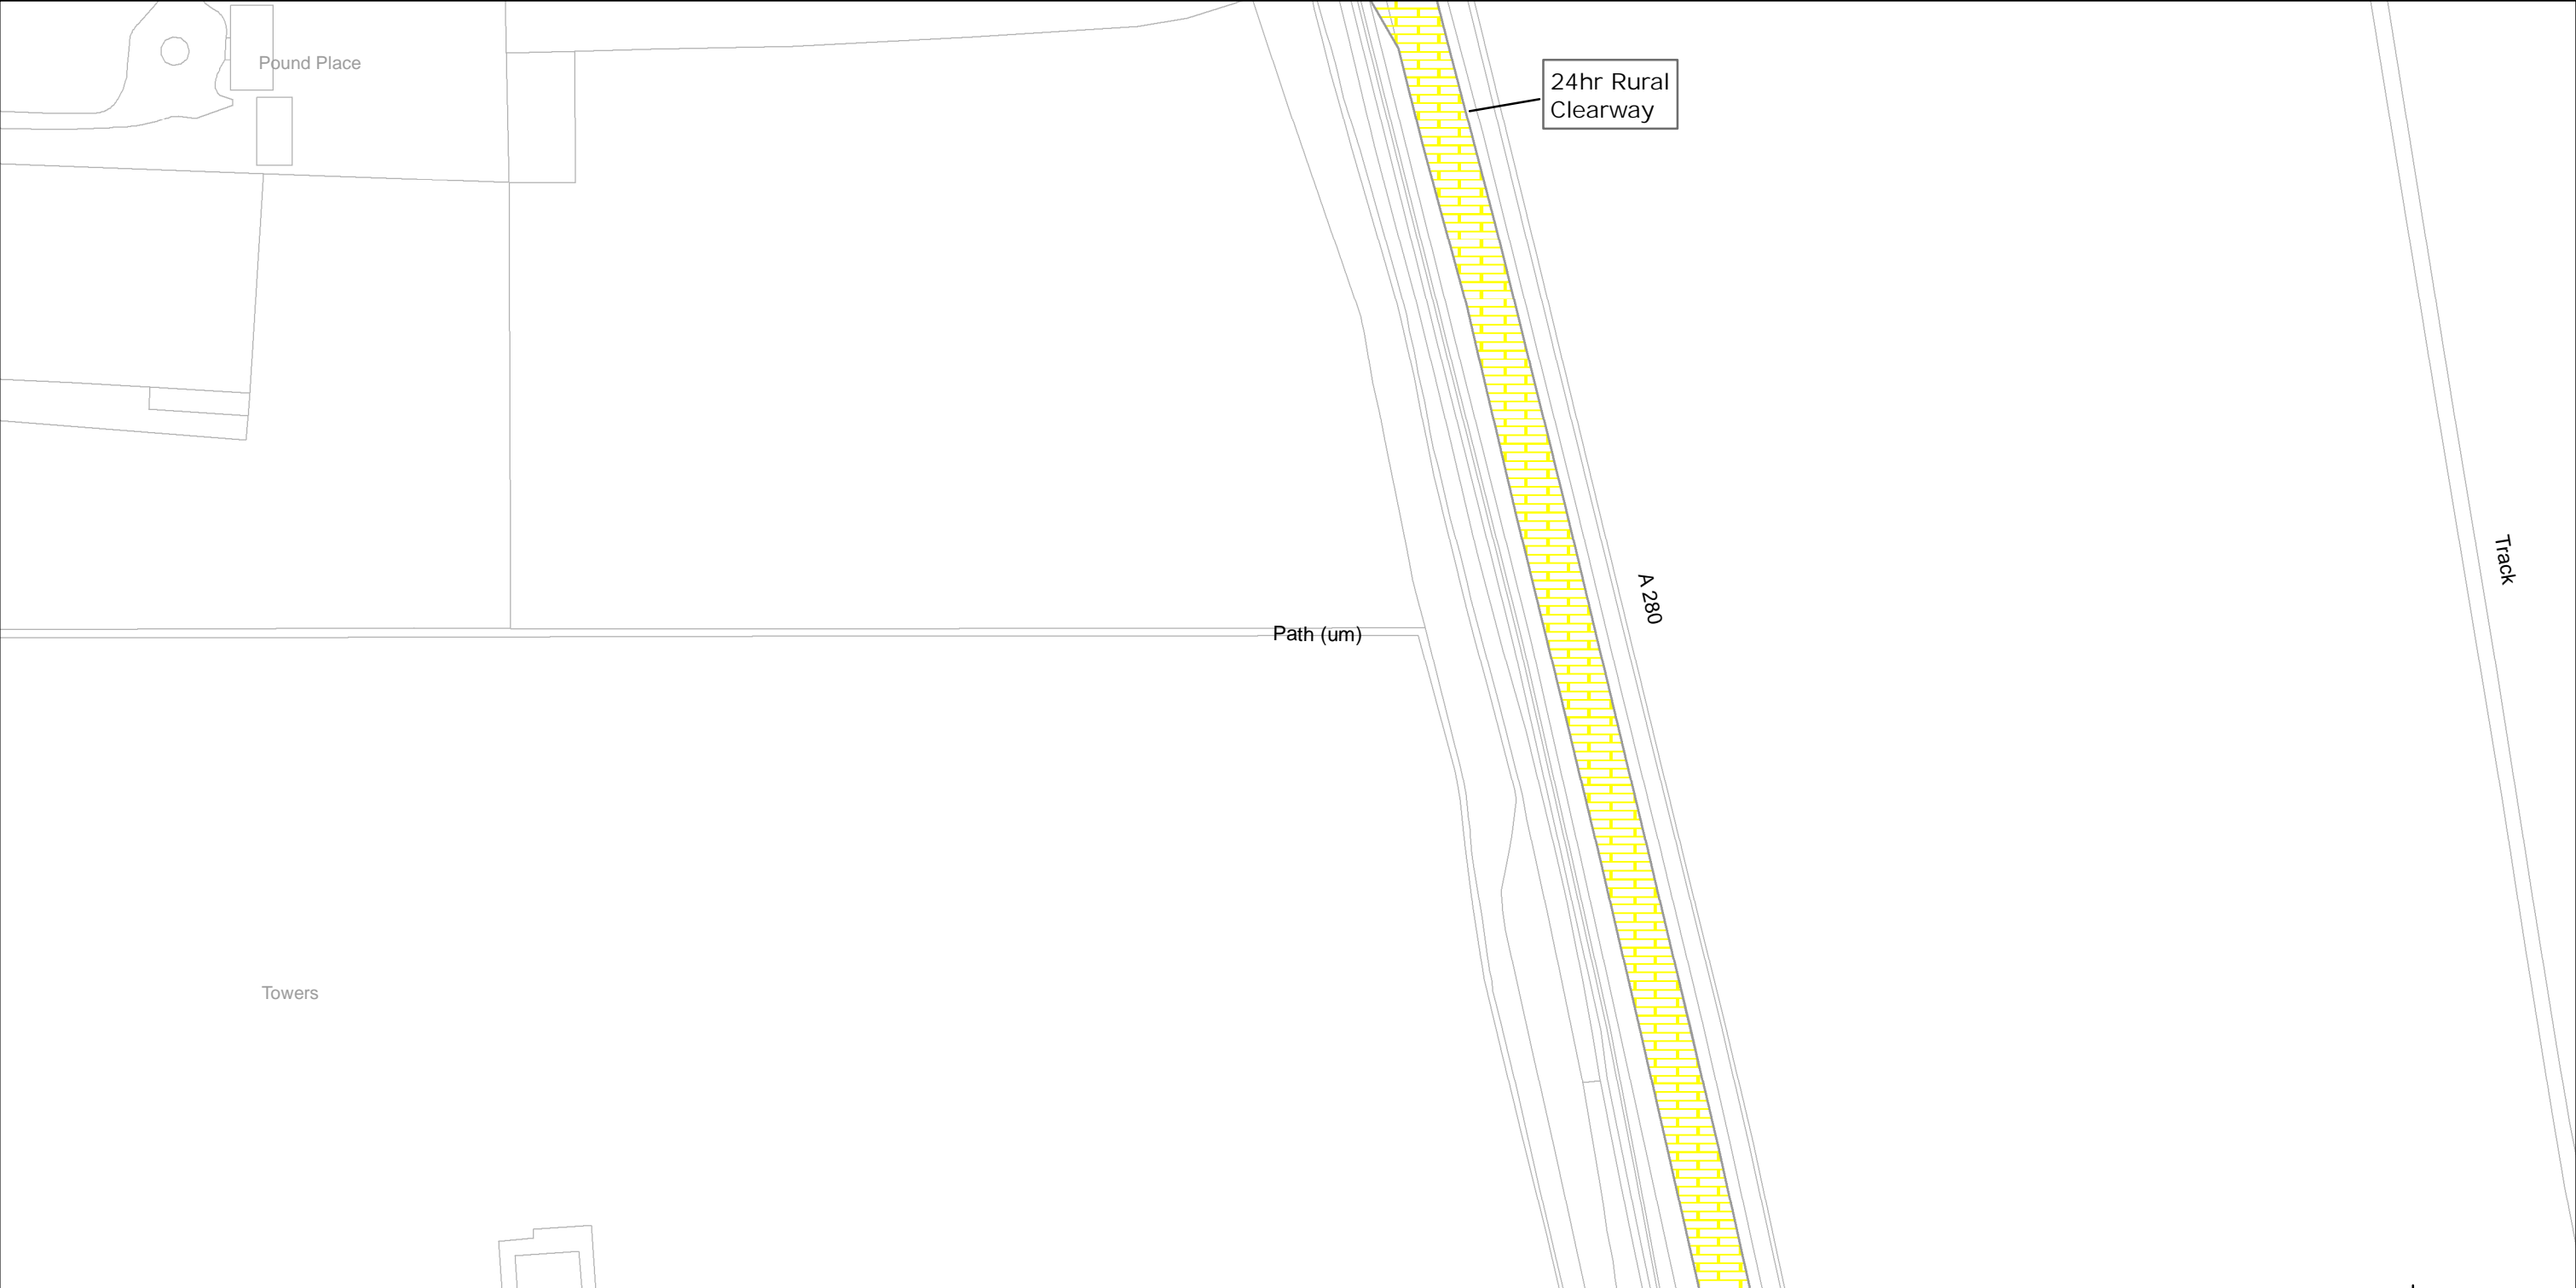 Pound Place
24hr Rural
Clearway
Track
A 280
Path (um)
Towers